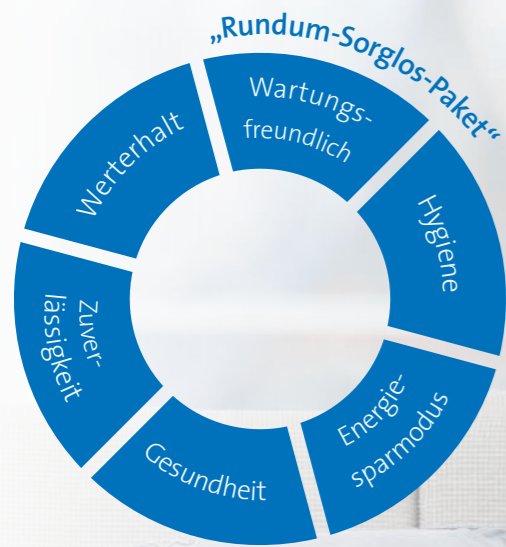 „Rundum-Sorglos-Paket“
Wartungs-
freundlich
Hygiene
Energie-
sparmodus
Gesundheit
Zuver-
lässigkeit
Werterhalt